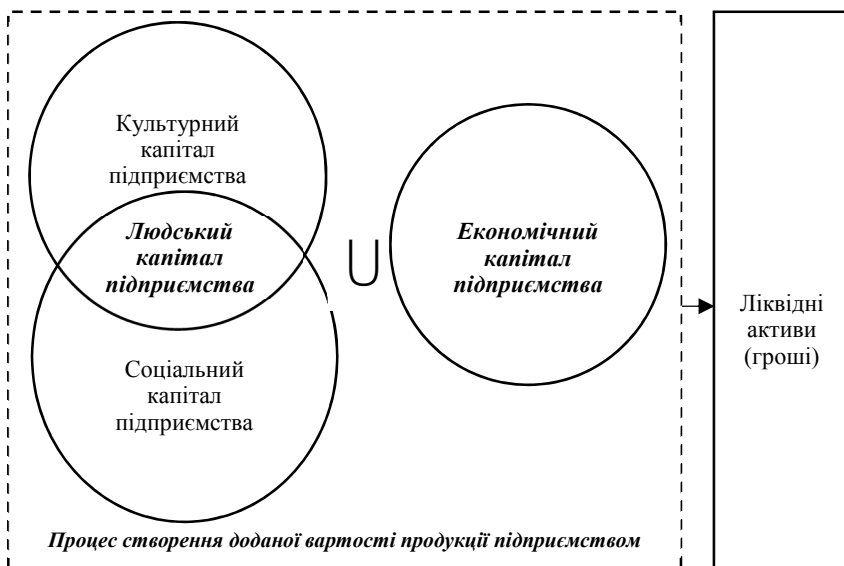 Культурний
капітал
підприємства
Людський
капітал
підприємства
U
Економічний
капітал
підприємства
Соціальний
капітал
підприємства
Ліквідні
активи
(гроші)
Процес створення доданої вартості продукції підприємством